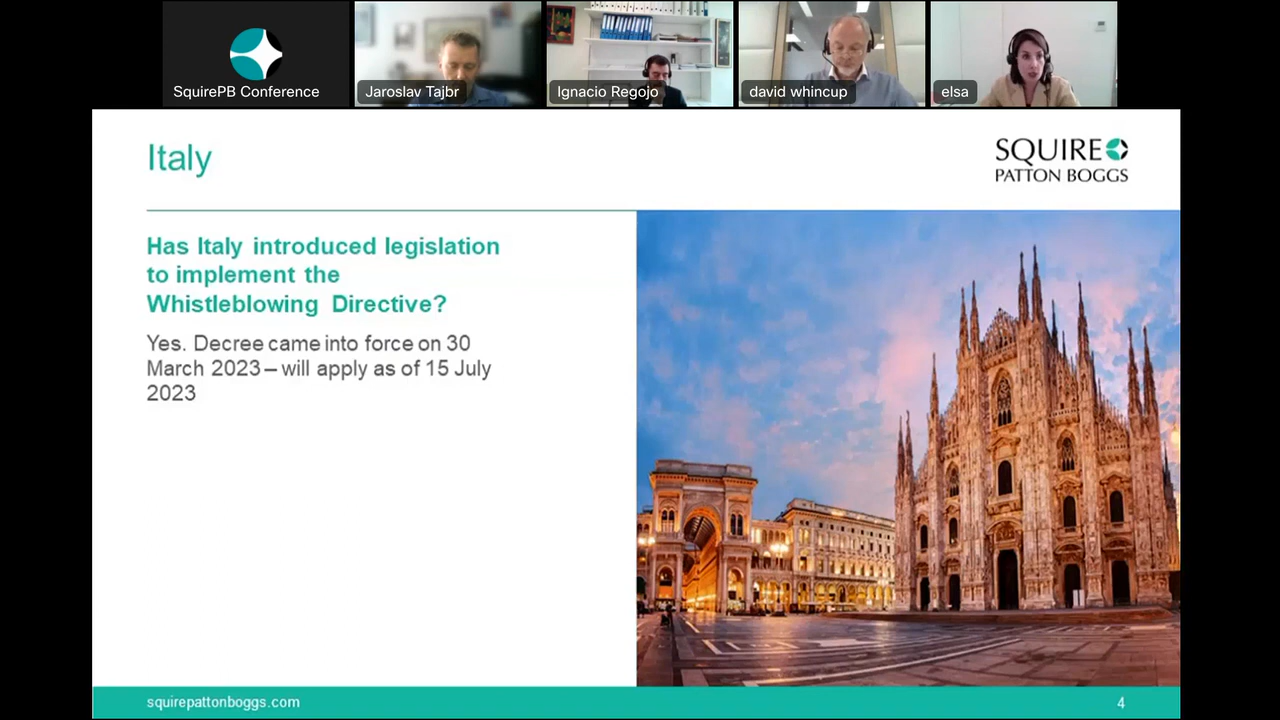 SquirePB Conference
Jaroslav Tajbr
Ignacio Regojo
david whincup
elsa
Italy
SQUIRE
PATTON BOGGS
Has Italy introduced legislation
to implement the
Whistleblowing Directive?
Yes. Decree came into force on 30
March 2023 – will apply as of 15 July
2023
squirepattonboggs.com
4